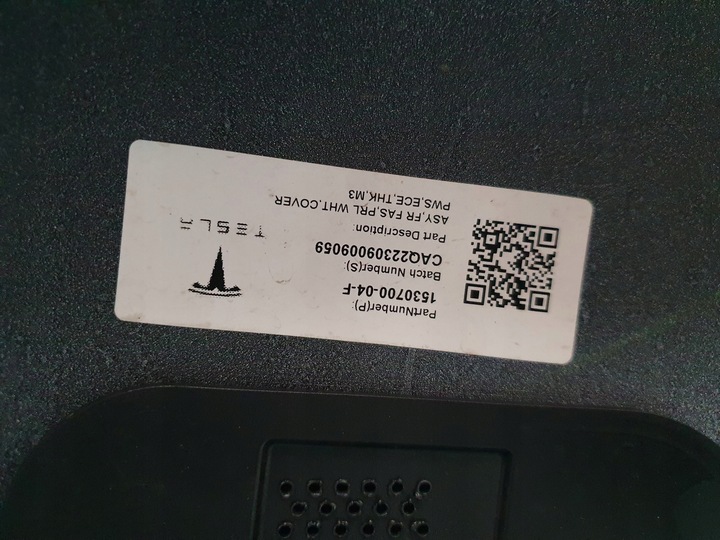 PartNumber(P):
1530700-04-F
Batch Number(S):
CAQ22309009059
Part Description:
ASY,FR FAS,PRL WHT,COVER
PWS,ECE,THK,M3
TESLA